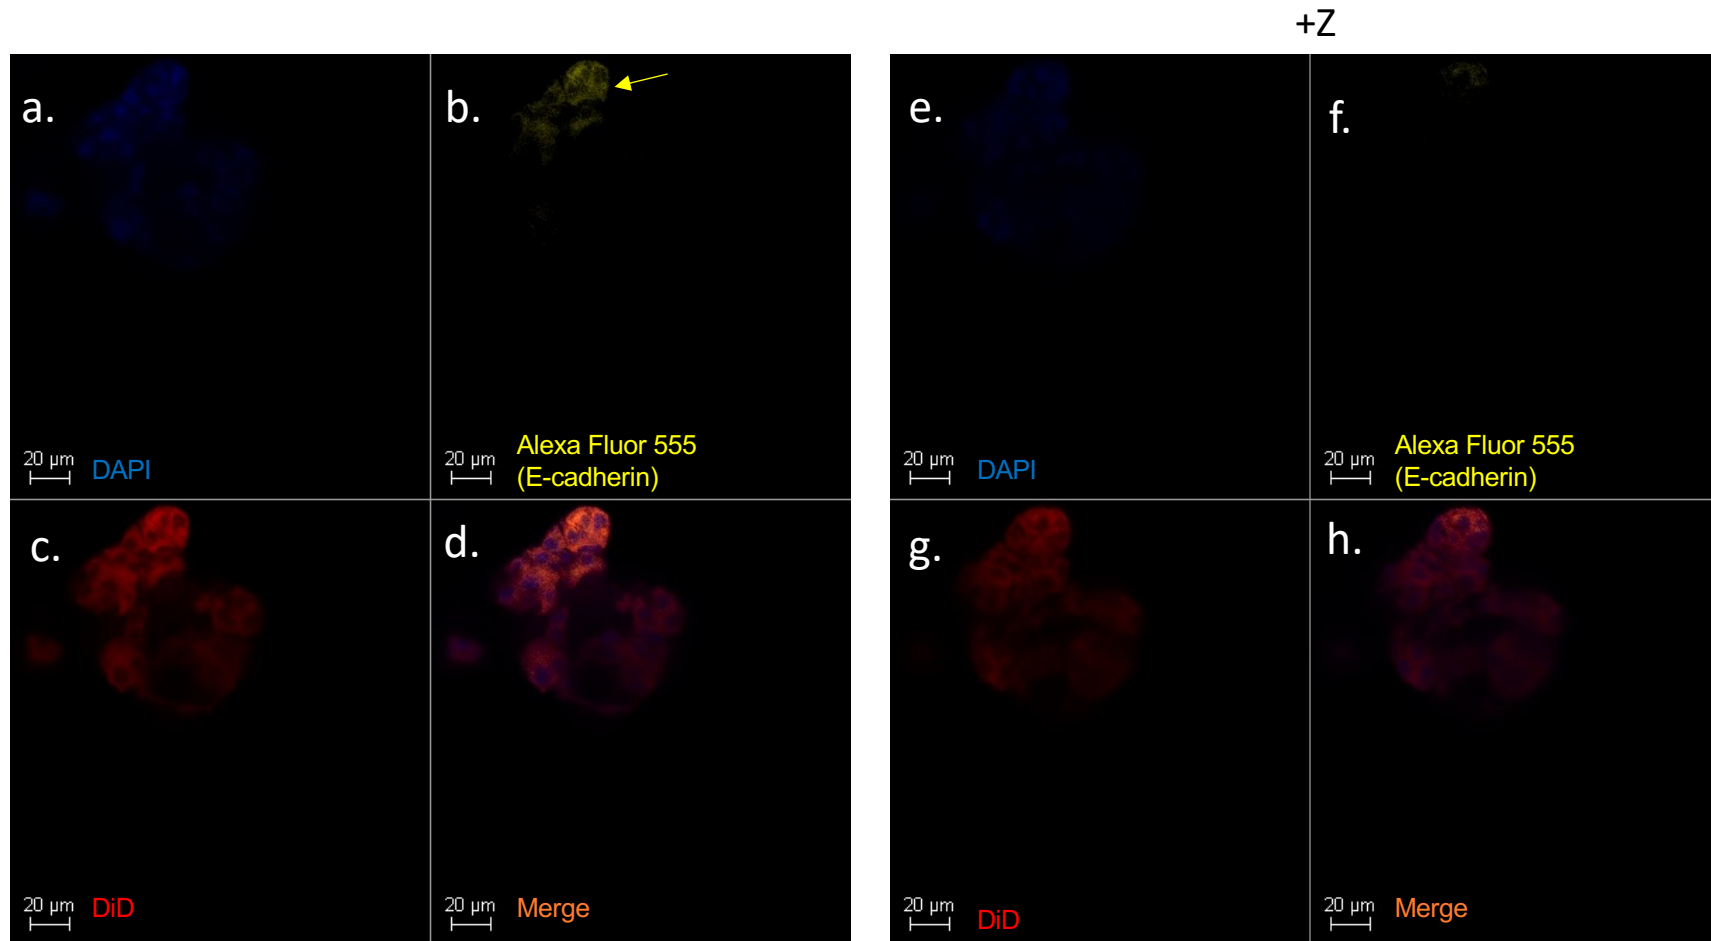 +Z
a.
b.
20 µm
DAPI
20 µm
Alexa Fluor 555
(E-cadherin)
c.
d.
20 µm
DiD
20 µm
Merge
e.
f.
20 µm
DAPI
20 µm
Alexa Fluor 555
(E-cadherin)
g.
h.
20 µm
DiD
20 µm
Merge